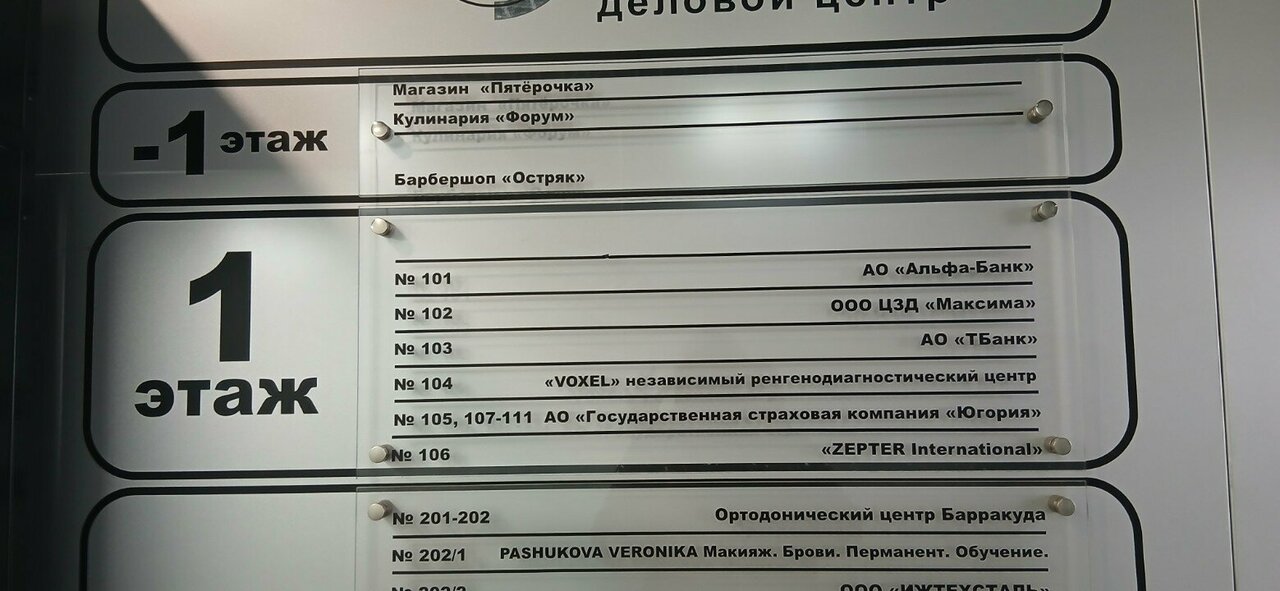 деловой центр
-1 этаж
Магазин «Пятёрочка»
Кулинария «Форум»
Барбершоп «Остряк»
1
этаж
№ 101 АО «Альфа-Банк»
№ 102 ООО ЦЗД «Максима»
№ 103 АО «ТБанк»
№ 104 «VOXEL» независимый ренгенодиагностический центр
№ 105, 107-111 АО «Государственная страховая компания «Югория»
№ 106 «ZEPTER International»
№ 201-202 Ортодонический центр Барракуда
№ 202/1 PASHUKOVA VERONIKA Макияж. Брови. Перманент. Обучение.
ООО «ИЖТЕХСТАЛЬ»